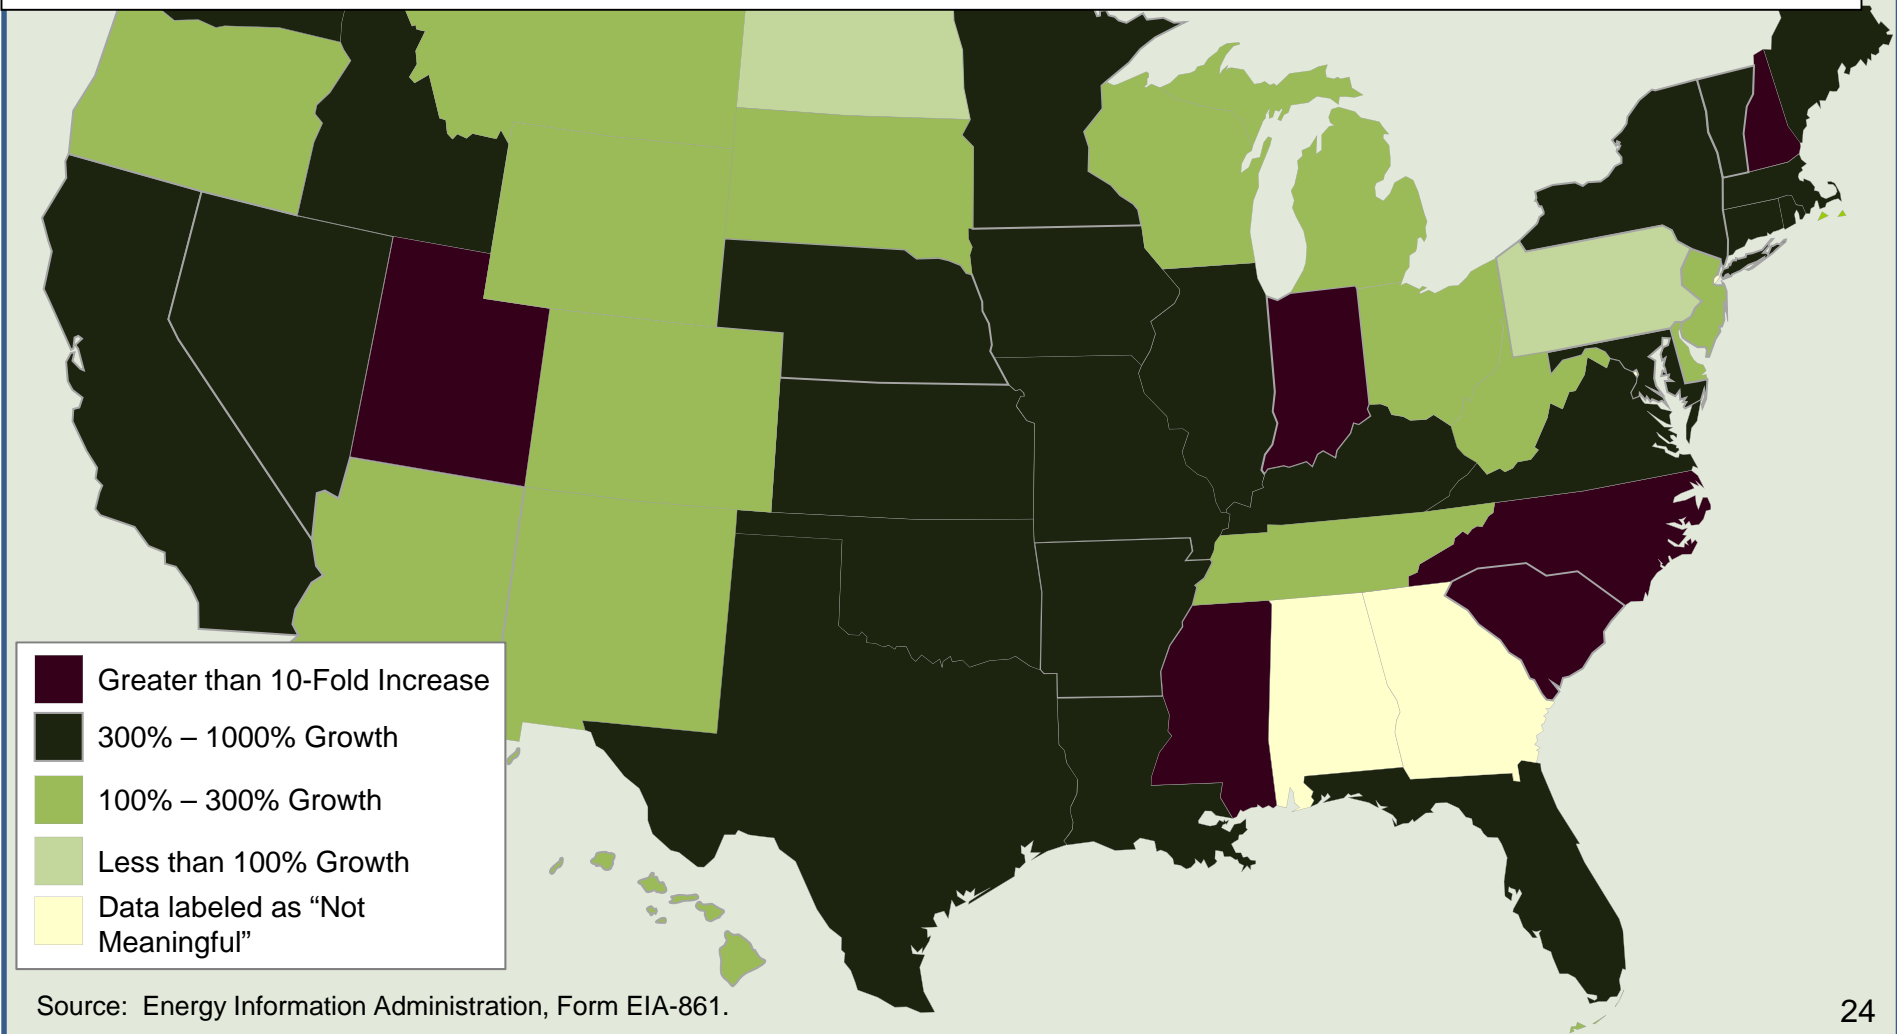 Greater than 10-Fold Increase
300% – 1000% Growth
100% – 300% Growth
Less than 100% Growth
Data labeled as “Not
Meaningful”
Source:  Energy Information Administration, Form EIA-861.
24